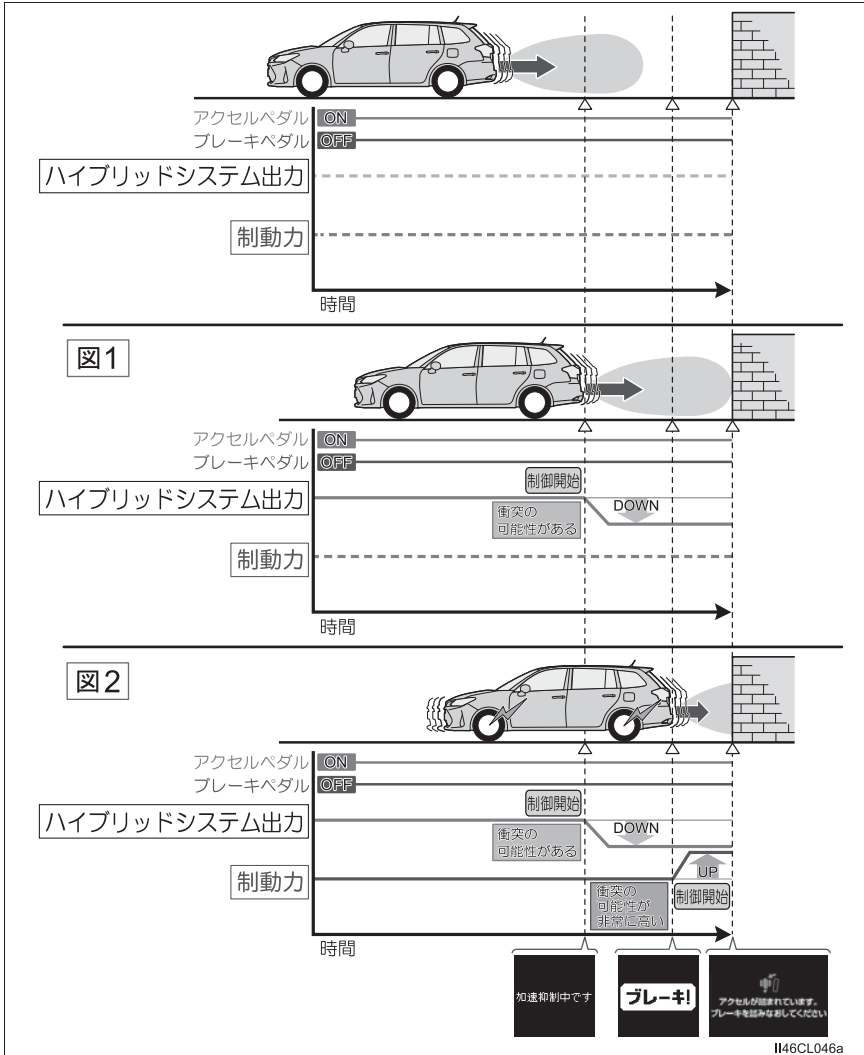 アクセルペダル ON
ブレーキペダル OFF
ハイブリッドシステム出力
制動力
時間
図1
アクセルペダル ON
ブレーキペダル OFF
制御開始
ハイブリッドシステム出力
DOWN
衝突の
可能性がある
制動力
時間
図2
アクセルペダル ON
ブレーキペダル OFF
制御開始
ハイブリッドシステム出力
DOWN
衝突の
可能性がある
UP
制動力
衝突の
可能性が
非常に高い
制御開始
時間
加速抑制中です
ブレーキ!
アクセルが踏まれています。
ブレーキを踏みなおしてください
II46CL046a